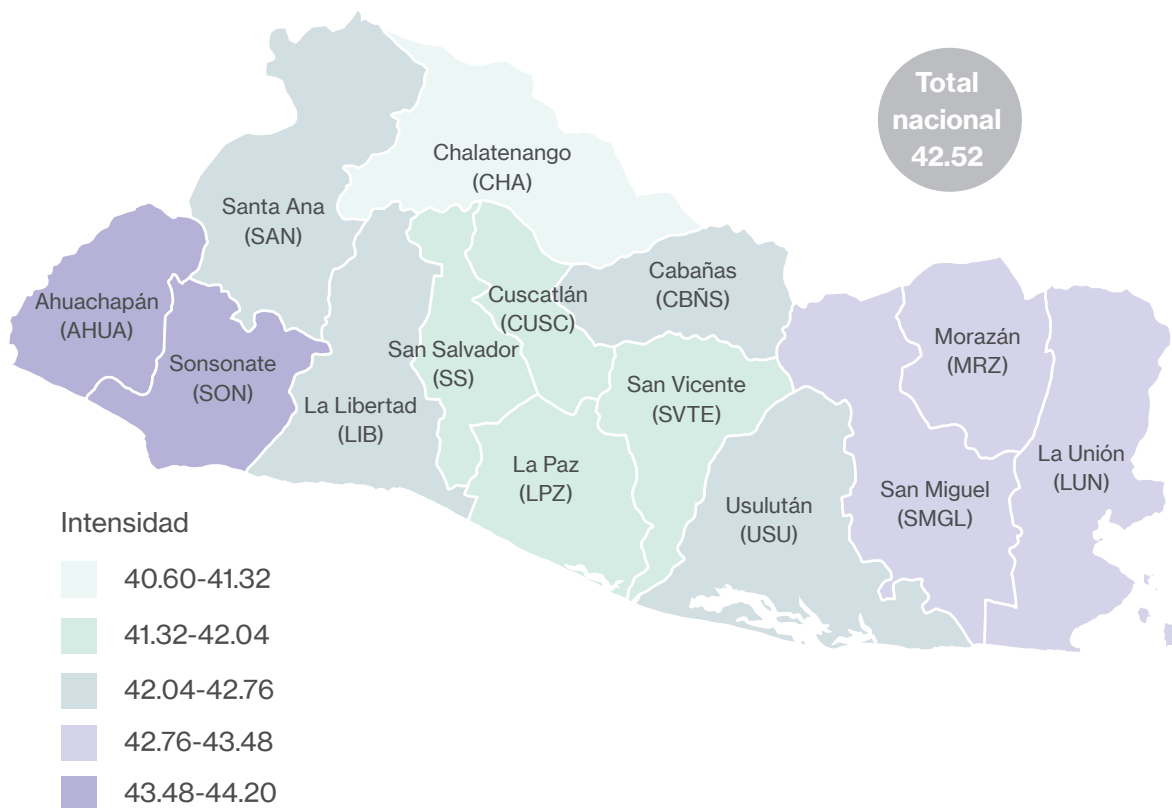 Total
nacional
42.52
Chalatenango
(CHA)
Santa Ana
(SAN)
Cabañas
(CBÑS)
Ahuachapán
(AHUA)
Cuscatlán
(CUSC)
Sonsonate
(SON)
San Salvador
(SS)
Morazán
(MRZ)
La Libertad
(LIB)
San Vicente
(SVTE)
La Paz
(LPZ)
La Unión
(LUN)
San Miguel
(SMGL)
Usulután
(USU)
Intensidad
40.60-41.32
41.32-42.04
42.04-42.76
42.76-43.48
43.48-44.20